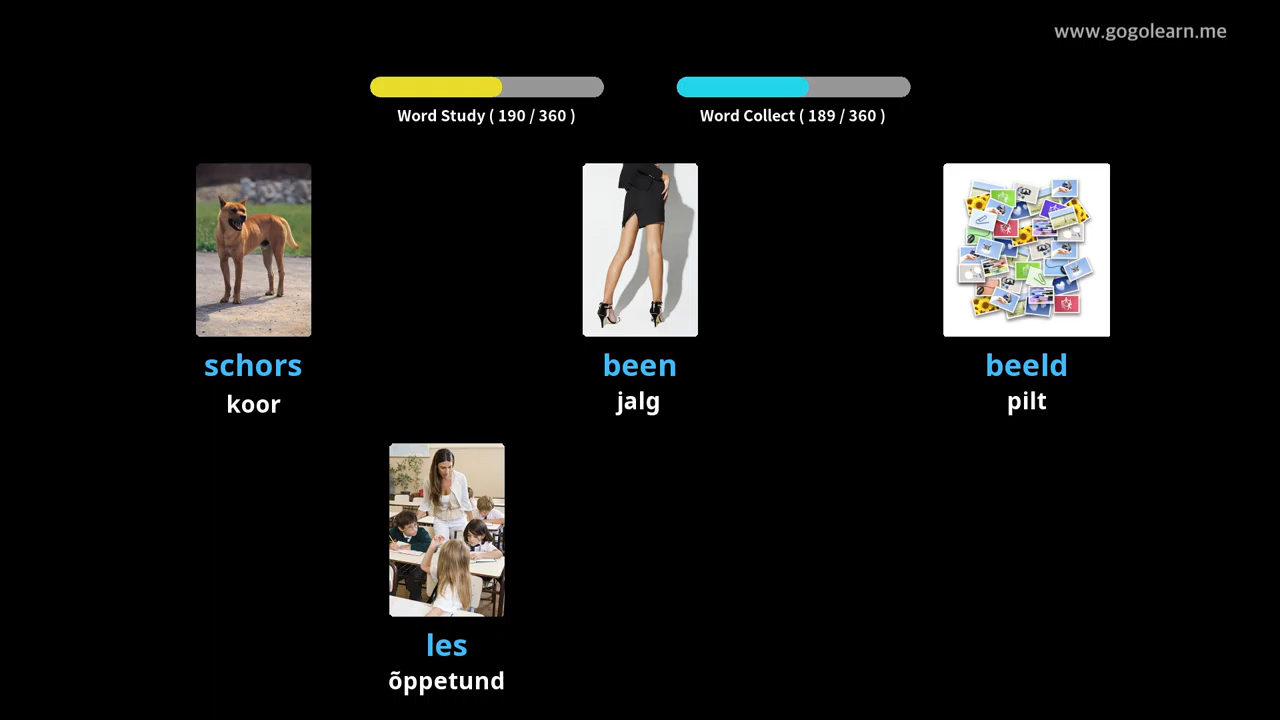 www.gogolearn.me
Word Study ( 190 / 360 )
Word Collect ( 189 / 360 )
schors
koor
been
jalg
beeld
pilt
les
õppetund